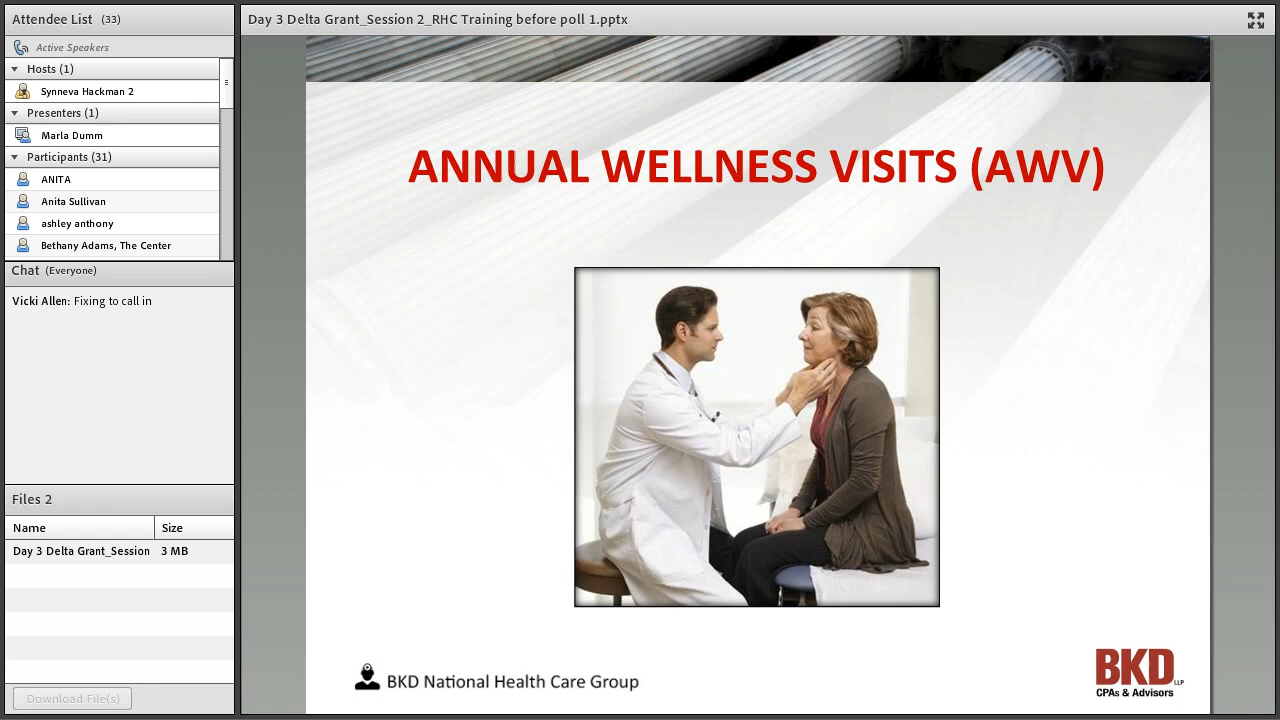 Attendee List (33)
Active Speakers
Hosts (1)
Synneva Hackman 2
Presenters (1)
Marla Dumm
Participants (31)
ANITA
Anita Sullivan
ashley anthony
Bethany Adams, The Center
Chat (Everyone)
Vicki Allen: Fixing to call in
Files 2
Name Size
Day 3 Delta Grant_Session 3 MB
Download File(s)
Day 3 Delta Grant_Session 2_RHC Training before poll 1.pptx
ANNUAL WELLNESS VISITS (AWV)
BKD National Health Care Group
BKD LLP
CPAs & Advisors